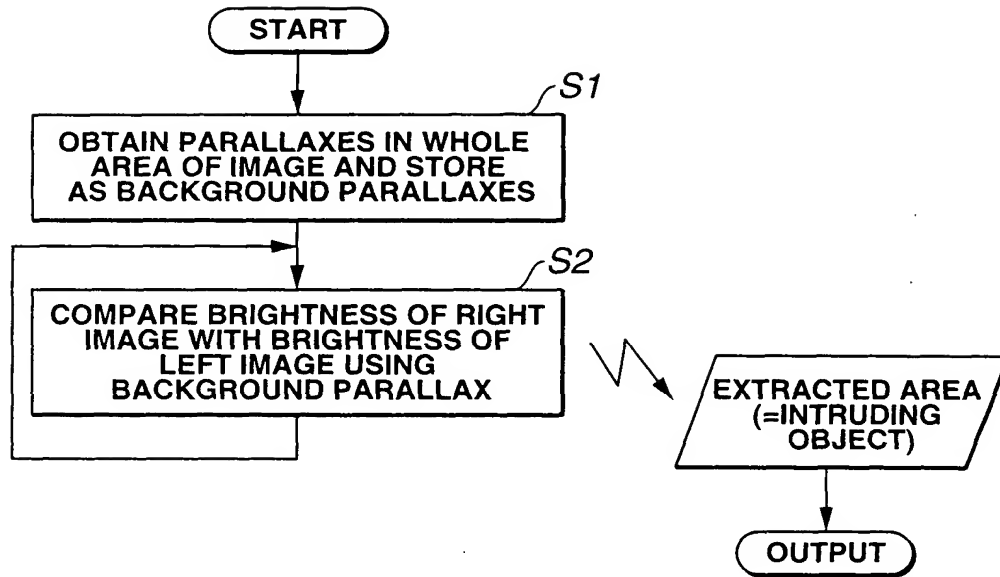 START
S1
OBTAIN PARALLAXES IN WHOLE
AREA OF IMAGE AND STORE
AS BACKGROUND PARALLAXES
S2
COMPARE BRIGHTNESS OF RIGHT
IMAGE WITH BRIGHTNESS OF
LEFT IMAGE USING
BACKGROUND PARALLAX
EXTRACTED AREA
(=INTRUDING
OBJECT)
OUTPUT